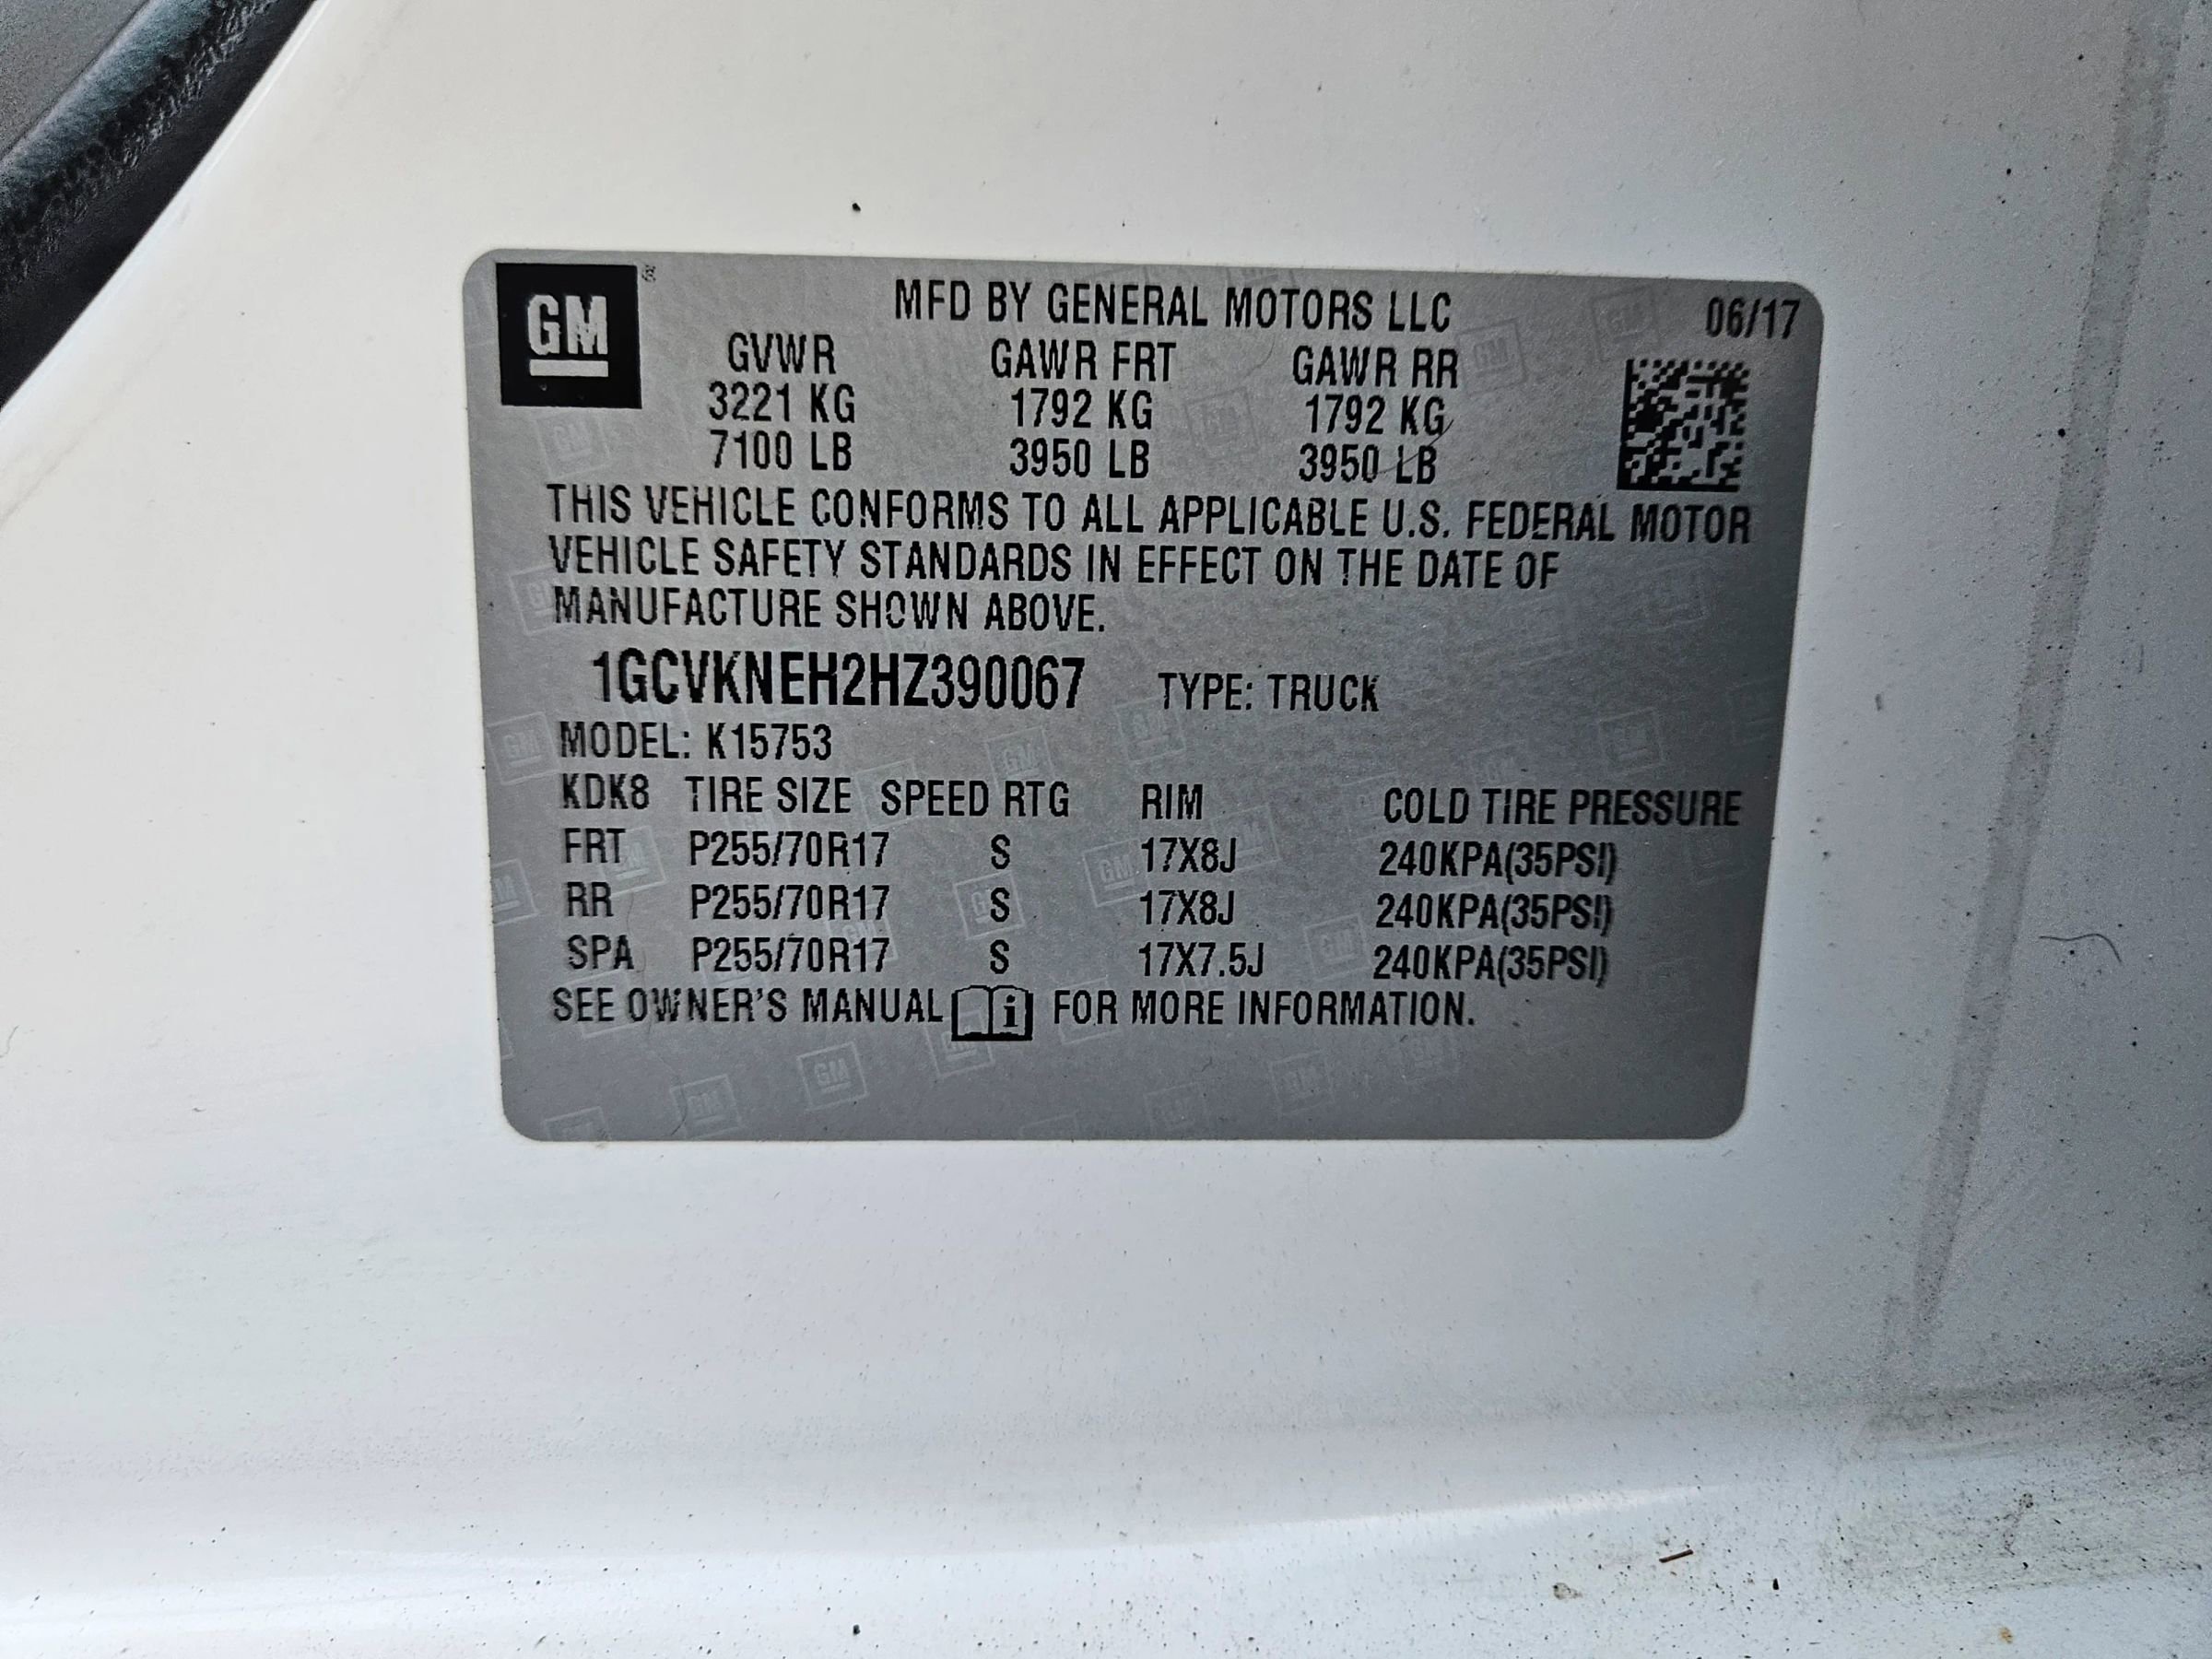 GM
MFD BY GENERAL MOTORS LLC 06/17
GVWR GAWR FRT GAWR RR
3221 KG 1792 KG 1792 KG
7100 LB 3950 LB 3950 LB
THIS VEHICLE CONFORMS TO ALL APPLICABLE U.S. FEDERAL MOTOR
VEHICLE SAFETY STANDARDS IN EFFECT ON THE DATE OF
MANUFACTURE SHOWN ABOVE.
1GCVKNEH2HZ390067 TYPE: TRUCK
MODEL: K15753
KDK8 TIRE SIZE SPEED RTG RIM COLD TIRE PRESSURE
FRT P255/70R17 S 17X8J 240KPA(35PSI)
RR P255/70R17 S 17X8J 240KPA(35PSI)
SPA P255/70R17 S 17X7.5J 240KPA(35PSI)
SEE OWNER'S MANUAL i FOR MORE INFORMATION.